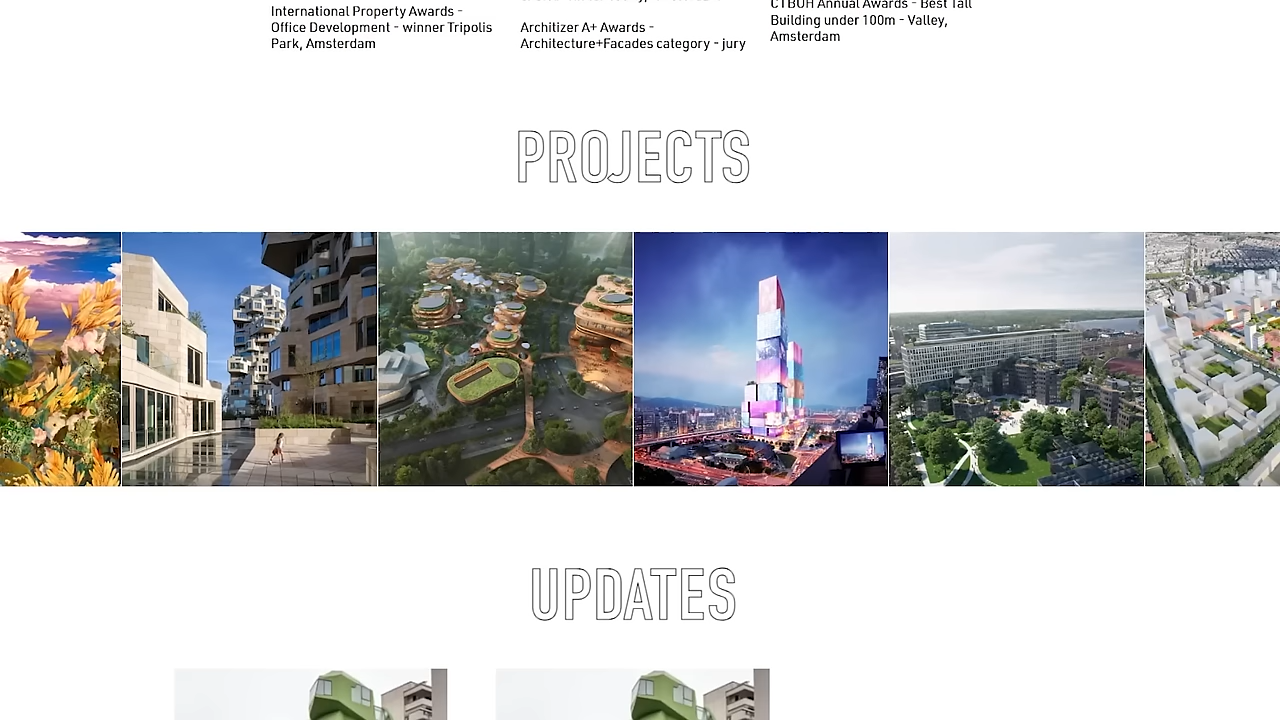 International Property Awards -
Office Development - winner Tripolis
Park, Amsterdam
Architizer A+ Awards -
Architecture+Facades category - jury
CTBUH Annual Awards - Best Tall
Building under 100m - Valley,
Amsterdam
PROJECTS
UPDATES